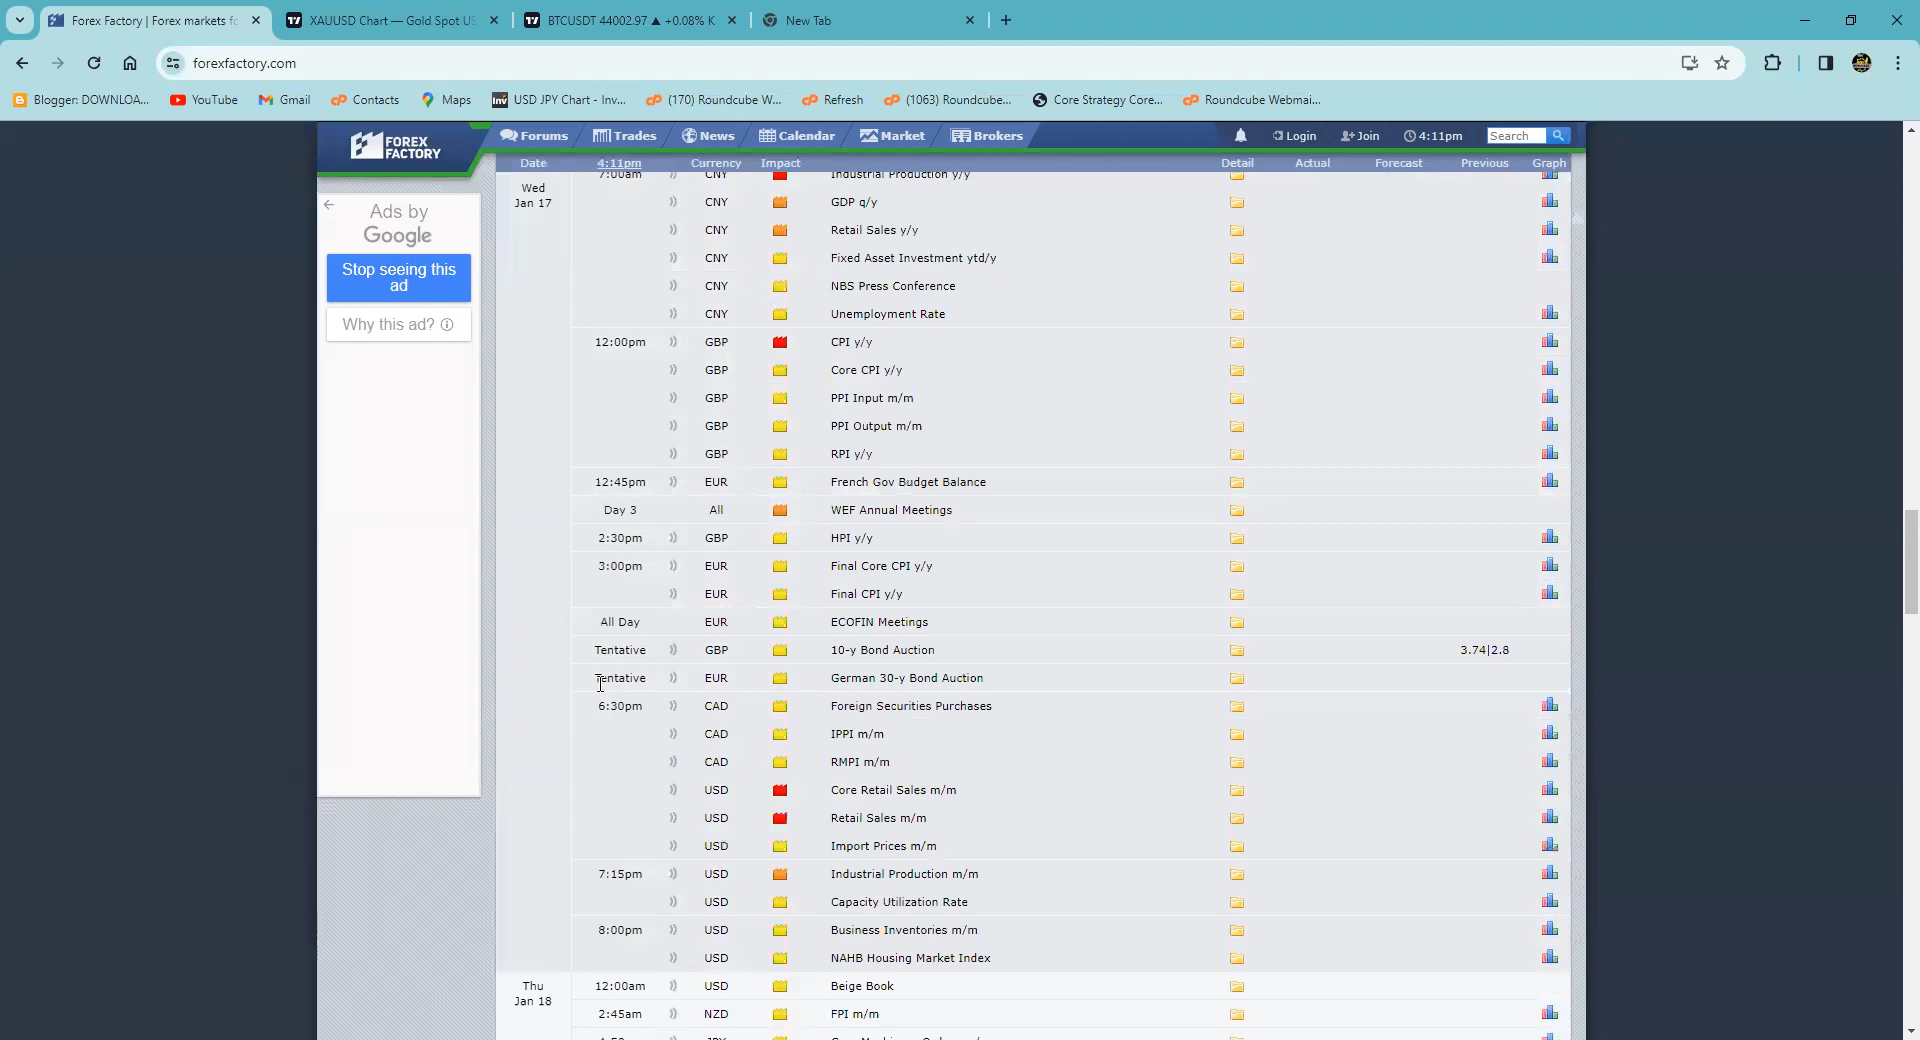 Forex Factory | Forex markets fo
XAUUSD Chart — Gold Spot US
BTCUSDT 44002.97 ▲ +0.08% K
New Tab
forexfactory.com
Blogger: DOWNLOA...
YouTube
Gmail
Contacts
Maps
USD JPY Chart - Inv...
(170) Roundcube W...
Refresh
(1063) Roundcube...
Core Strategy Core...
Roundcube Webmai...
FOREX
FACTORY
Forums Trades News Calendar Market Brokers Login Join 4:11pm Search
Date 4:11pm Currency Impact Detail Actual Forecast Previous Graph
Ads by
Google
Stop seeing this
ad
Why this ad?
Wed
Jan 17
7:00am CNY Industrial Production y/y
CNY GDP q/y
CNY Retail Sales y/y
CNY Fixed Asset Investment ytd/y
CNY NBS Press Conference
CNY Unemployment Rate
12:00pm GBP CPI y/y
GBP Core CPI y/y
GBP PPI Input m/m
GBP PPI Output m/m
GBP RPI y/y
12:45pm EUR French Gov Budget Balance
Day 3 All WEF Annual Meetings
2:30pm GBP HPI y/y
3:00pm EUR Final Core CPI y/y
EUR Final CPI y/y
All Day EUR ECOFIN Meetings
Tentative GBP 10-y Bond Auction 3.74|2.8
Tentative EUR German 30-y Bond Auction
6:30pm CAD Foreign Securities Purchases
CAD IPPI m/m
CAD RMPI m/m
USD Core Retail Sales m/m
USD Retail Sales m/m
USD Import Prices m/m
7:15pm USD Industrial Production m/m
USD Capacity Utilization Rate
8:00pm USD Business Inventories m/m
USD NAHB Housing Market Index
Thu
Jan 18
12:00am USD Beige Book
2:45am NZD FPI m/m